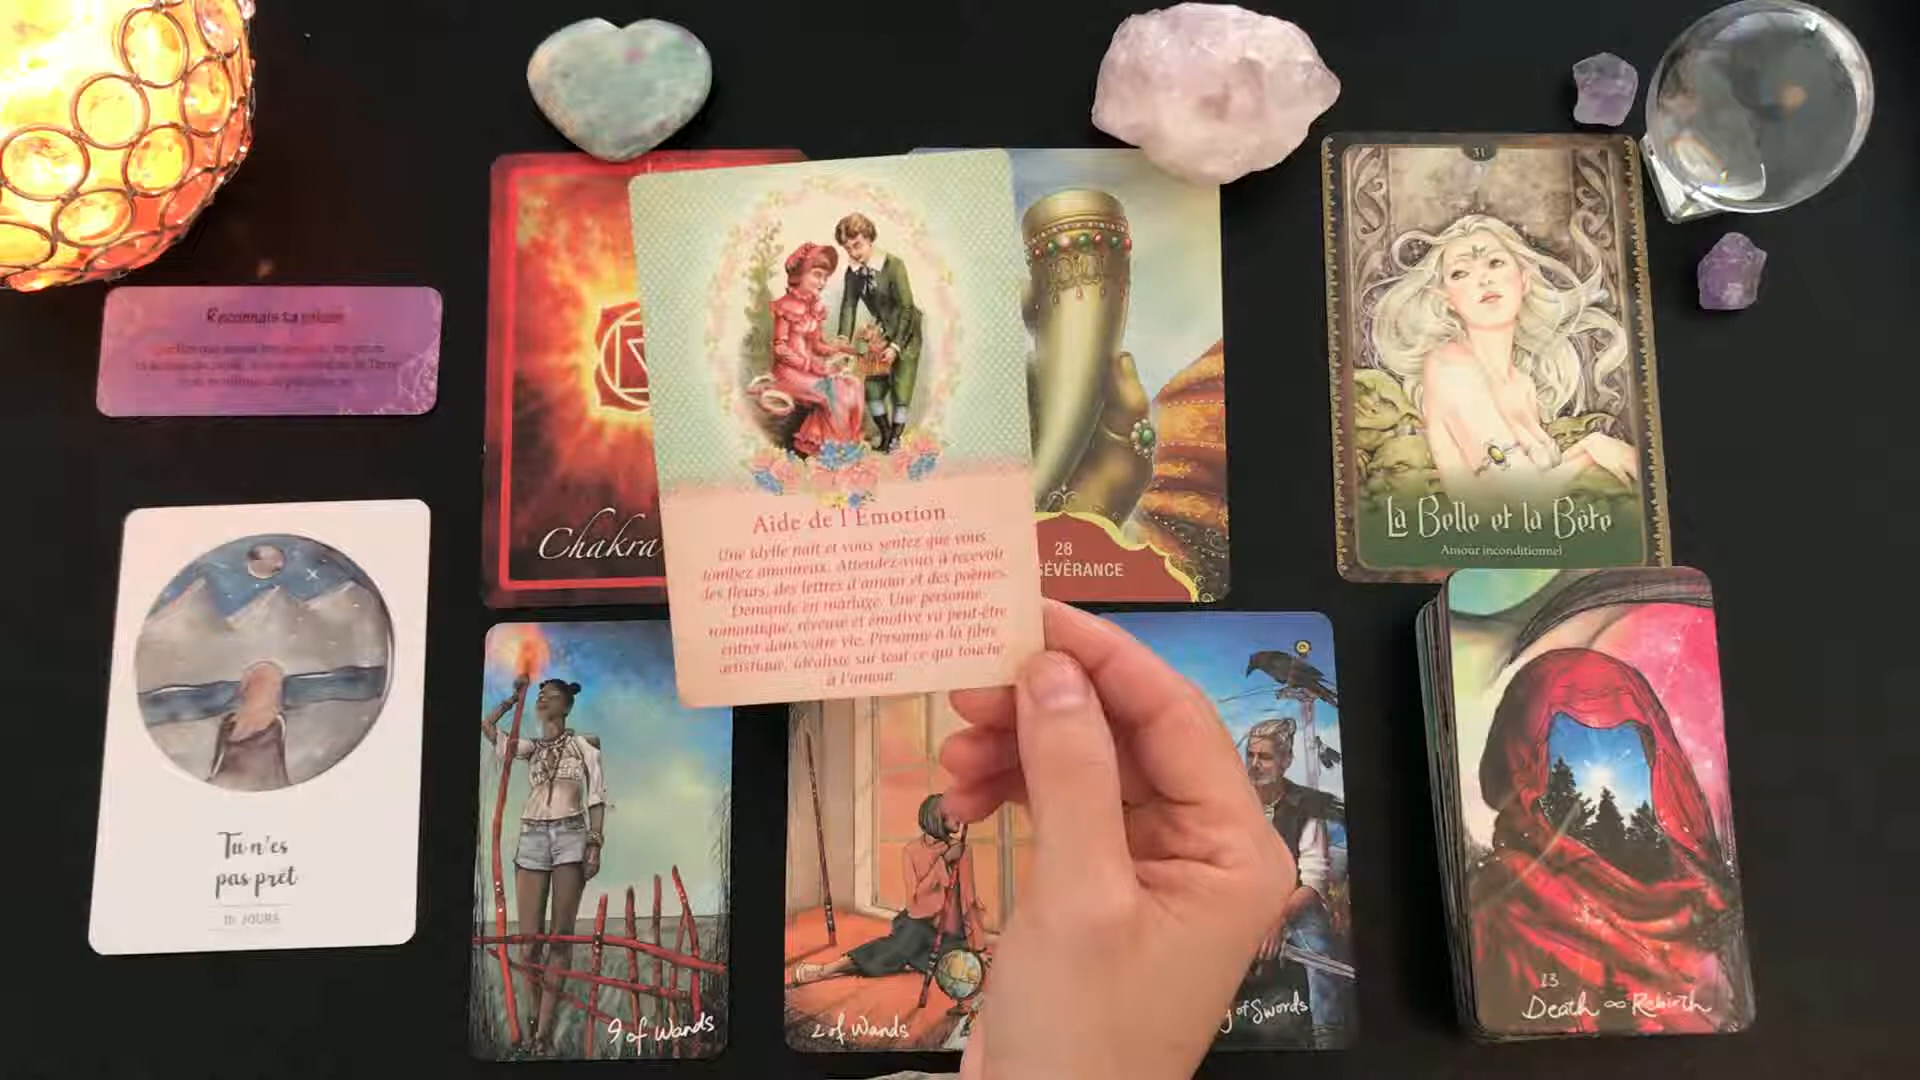 Reconnais ta
31
Chakra
Aide de l'Émotion
Une idylle naît et vous sentez que vous
tombez amoureux. Attendez-vous à recevoir
des fleurs, des lettres d'amour et des poèmes.
Demande en mariage. Une personne
romantique, rêveuse et émotive va peut-être
entrer dans votre vie. Personne à la fibre
artistique, idéaliste sur tout ce qui touche
à l'amour.
28
SÉVÉRANCE
La Belle et la Bête
Amour inconditionnel
Tu n'es
pas prêt
JOURS
9 of Wands
2 of Wands
g of Swords
13
Death ∞ Rebirth